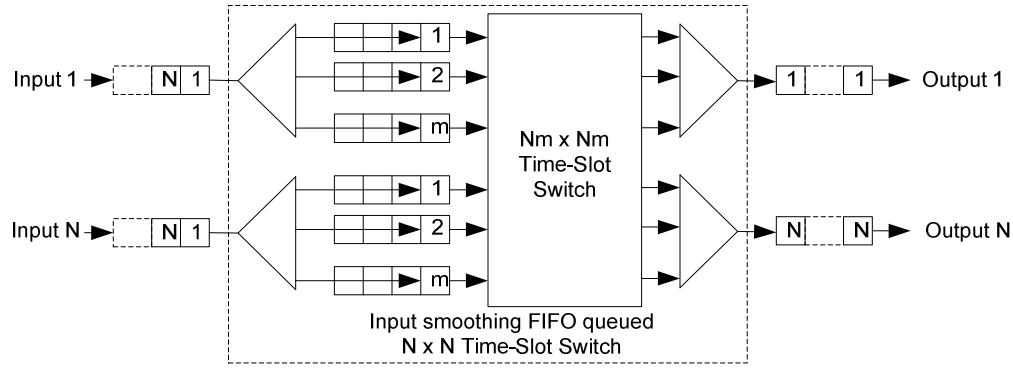 1
Input 1
N 1
2
1 1
Output 1
m
Nm x Nm
Time-Slot
Switch
1
Input N
N 1
2
N N
Output N
m
Input smoothing FIFO queued
N x N Time-Slot Switch